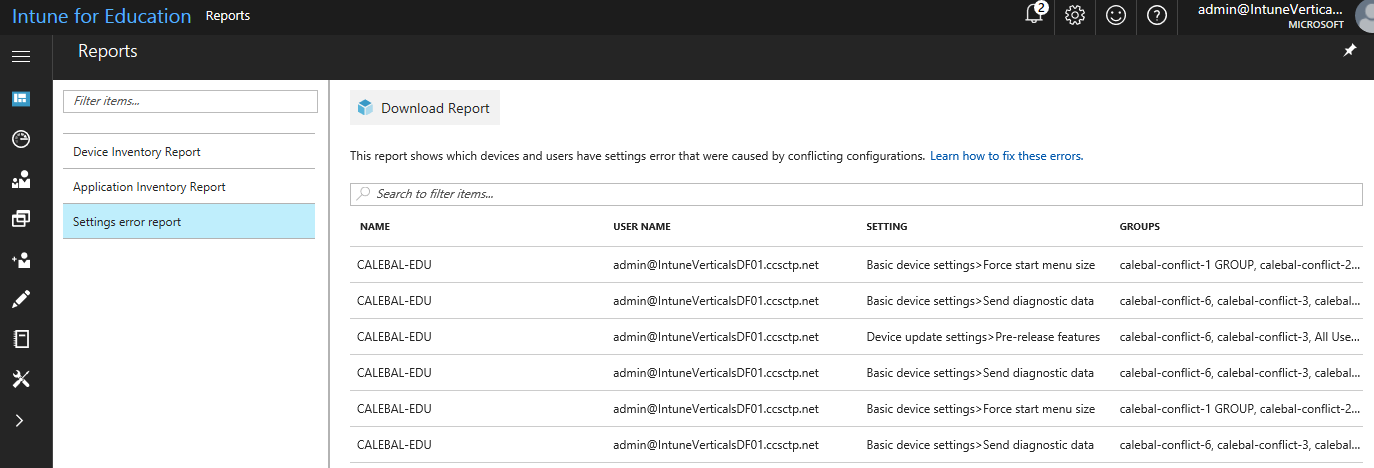 Intune for Education Reports
2
admin@IntuneVertica...
MICROSOFT
Reports
Filter items...
Device Inventory Report
Application Inventory Report
Settings error report
Download Report
This report shows which devices and users have settings error that were caused by conflicting configurations. Learn how to fix these errors.
Search to filter items...
NAME USER NAME SETTING GROUPS
CALEBAL-EDU admin@IntuneVerticalsDF01.ccsctp.net Basic device settings>Force start menu size calebal-conflict-1 GROUP, calebal-conflict-2...
CALEBAL-EDU admin@IntuneVerticalsDF01.ccsctp.net Basic device settings>Send diagnostic data calebal-conflict-6, calebal-conflict-3, calebal...
CALEBAL-EDU admin@IntuneVerticalsDF01.ccsctp.net Device update settings>Pre-release features calebal-conflict-6, calebal-conflict-3, All Use...
CALEBAL-EDU admin@IntuneVerticalsDF01.ccsctp.net Basic device settings>Send diagnostic data calebal-conflict-6, calebal-conflict-3, calebal...
CALEBAL-EDU admin@IntuneVerticalsDF01.ccsctp.net Basic device settings>Force start menu size calebal-conflict-1 GROUP, calebal-conflict-2...
CALEBAL-EDU admin@IntuneVerticalsDF01.ccsctp.net Basic device settings>Send diagnostic data calebal-conflict-6, calebal-conflict-3, calebal...